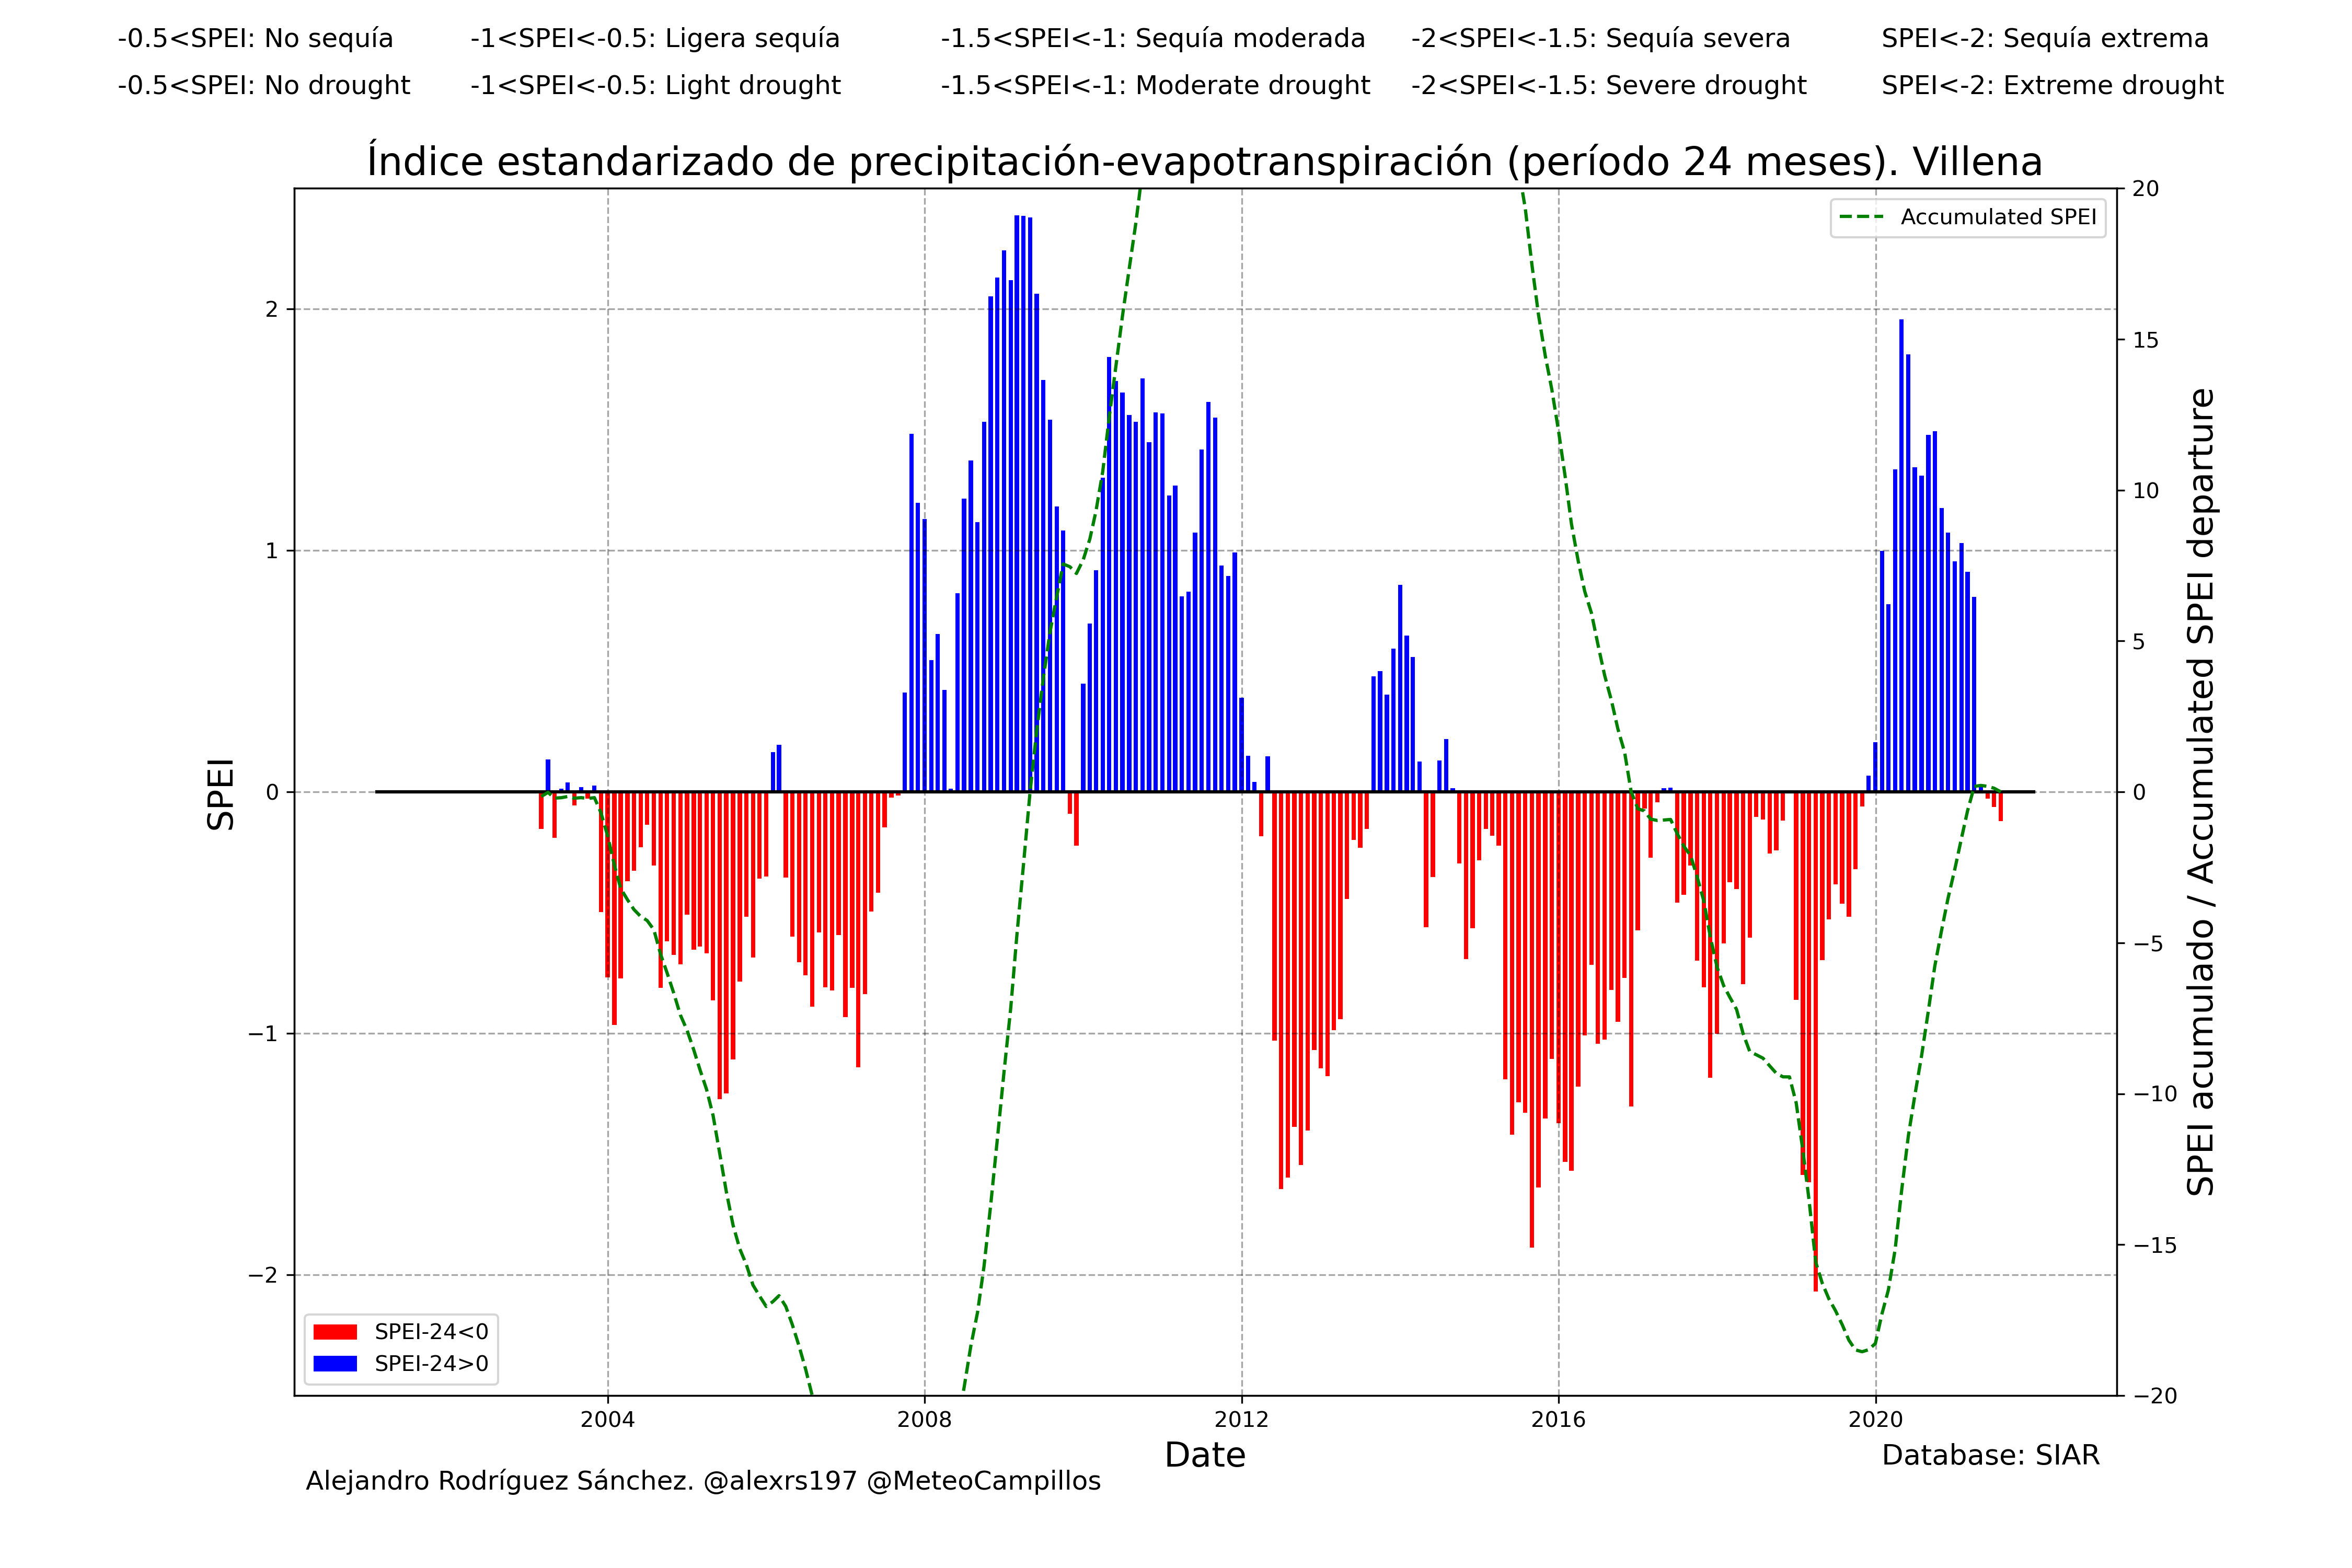 -0.5<SPEI: No sequía -1<SPEI<-0.5: Ligera sequía -1.5<SPEI<-1: Sequía moderada -2<SPEI<-1.5: Sequía severa SPEI<-2: Sequía extrema
-0.5<SPEI: No drought -1<SPEI<-0.5: Light drought -1.5<SPEI<-1: Moderate drought -2<SPEI<-1.5: Severe drought SPEI<-2: Extreme drought
Índice estandarizado de precipitación-evapotranspiración (período 24 meses). Villena
SPEI
2
1
0
−1
−2
Accumulated SPEI
20
15
10
5
0
−5
−10
−15
−20
SPEI acumulado / Accumulated SPEI departure
SPEI-24<0
SPEI-24>0
2004 2008 2012 2016 2020
Date
Database: SIAR
Alejandro Rodríguez Sánchez. @alexrs197 @MeteoCampillos